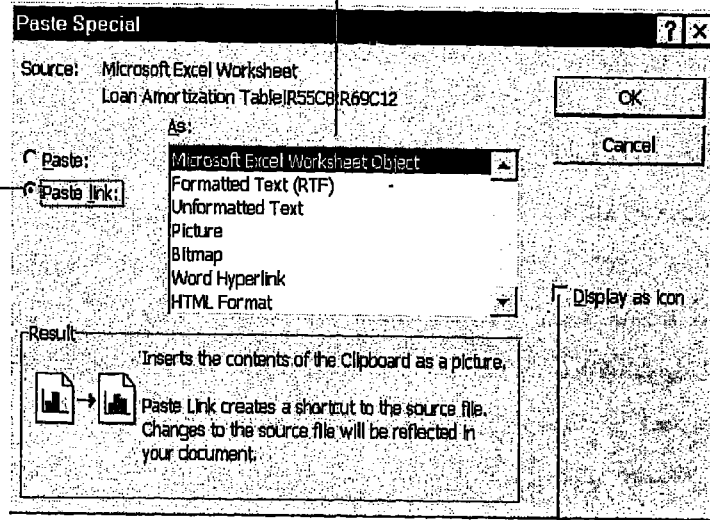 Paste Special
Source: Microsoft Excel Worksheet
Loan Amortization Table!R55C8:R69C12
As:
OK
Cancel
Paste:
Paste link:
Microsoft Excel Worksheet Object
Formatted Text (RTF)
Unformatted Text
Picture
Bitmap
Word Hyperlink
HTML Format
Display as icon
Result
Inserts the contents of the Clipboard as a picture.
Paste Link creates a shortcut to the source file.
Changes to the source file will be reflected in
your document.